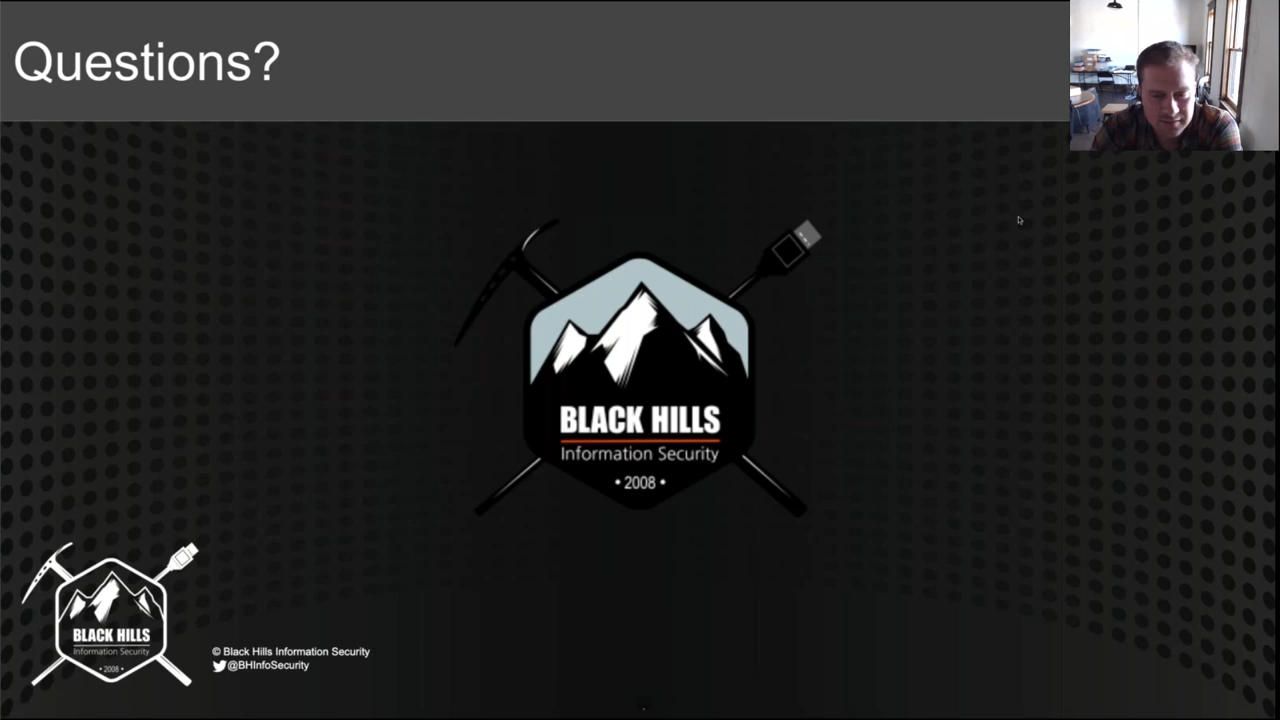 Questions?
BLACK HILLS
Information Security
• 2008 •
BLACK HILLS
Information Security
• 2008 •
© Black Hills Information Security
@BHInfoSecurity